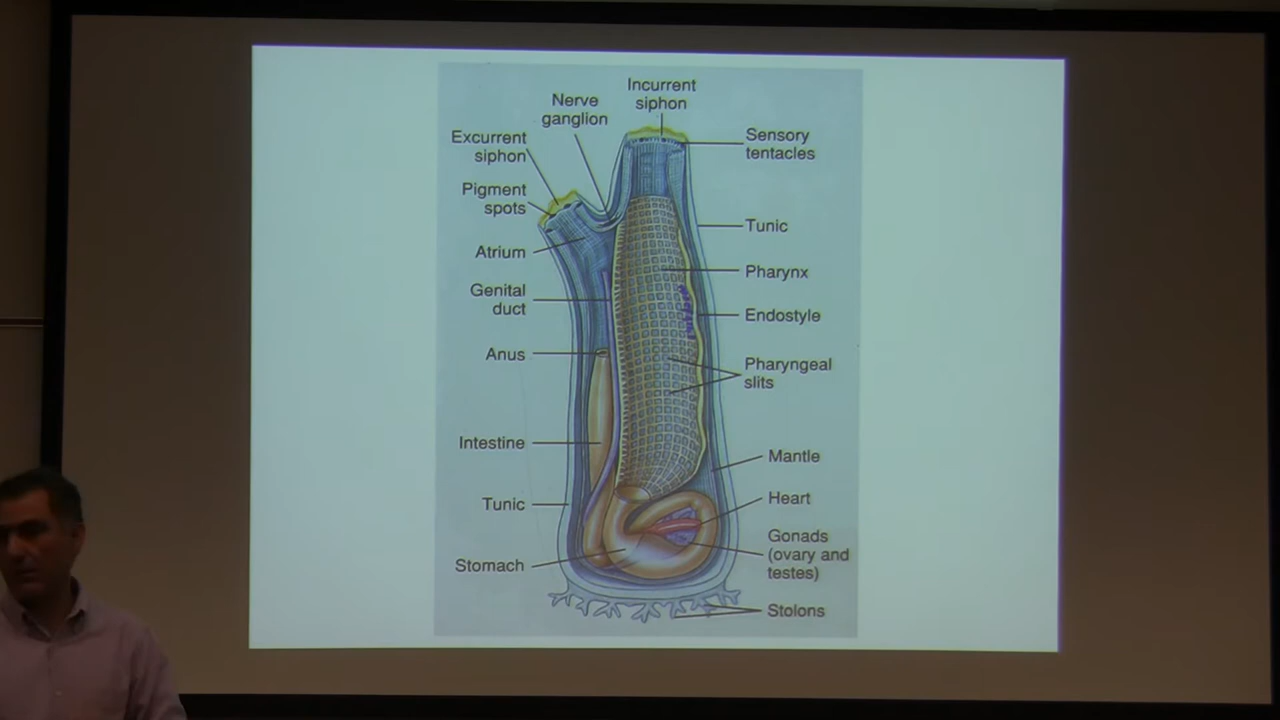 Incurrent
siphon
Nerve
ganglion
Excurrent
siphon
Sensory
tentacles
Pigment
spots
Tunic
Atrium
Pharynx
Genital
duct
Endostyle
Anus
Pharyngeal
slits
Intestine
Mantle
Heart
Tunic
Gonads
(ovary and
testes)
Stomach
Stolons